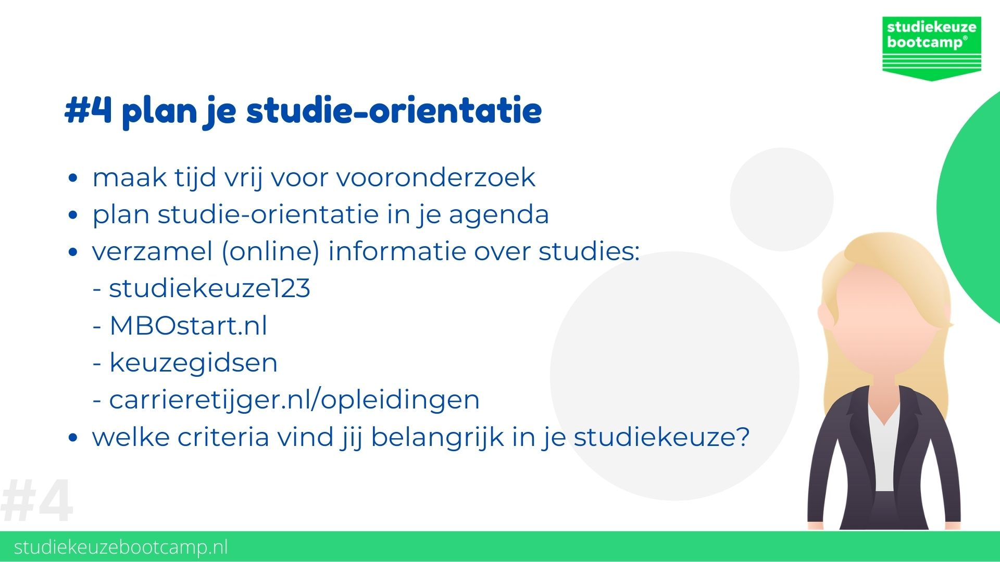 studiekeuze
bootcamp®
#4 plan je studie-orientatie
• maak tijd vrij voor vooronderzoek
• plan studie-orientatie in je agenda
• verzamel (online) informatie over studies:
- studiekeuze123
- MBOstart.nl
- keuzegidsen
- carrieretijger.nl/opleidingen
• welke criteria vind jij belangrijk in je studiekeuze?
#4
studiekeuzebootcamp.nl